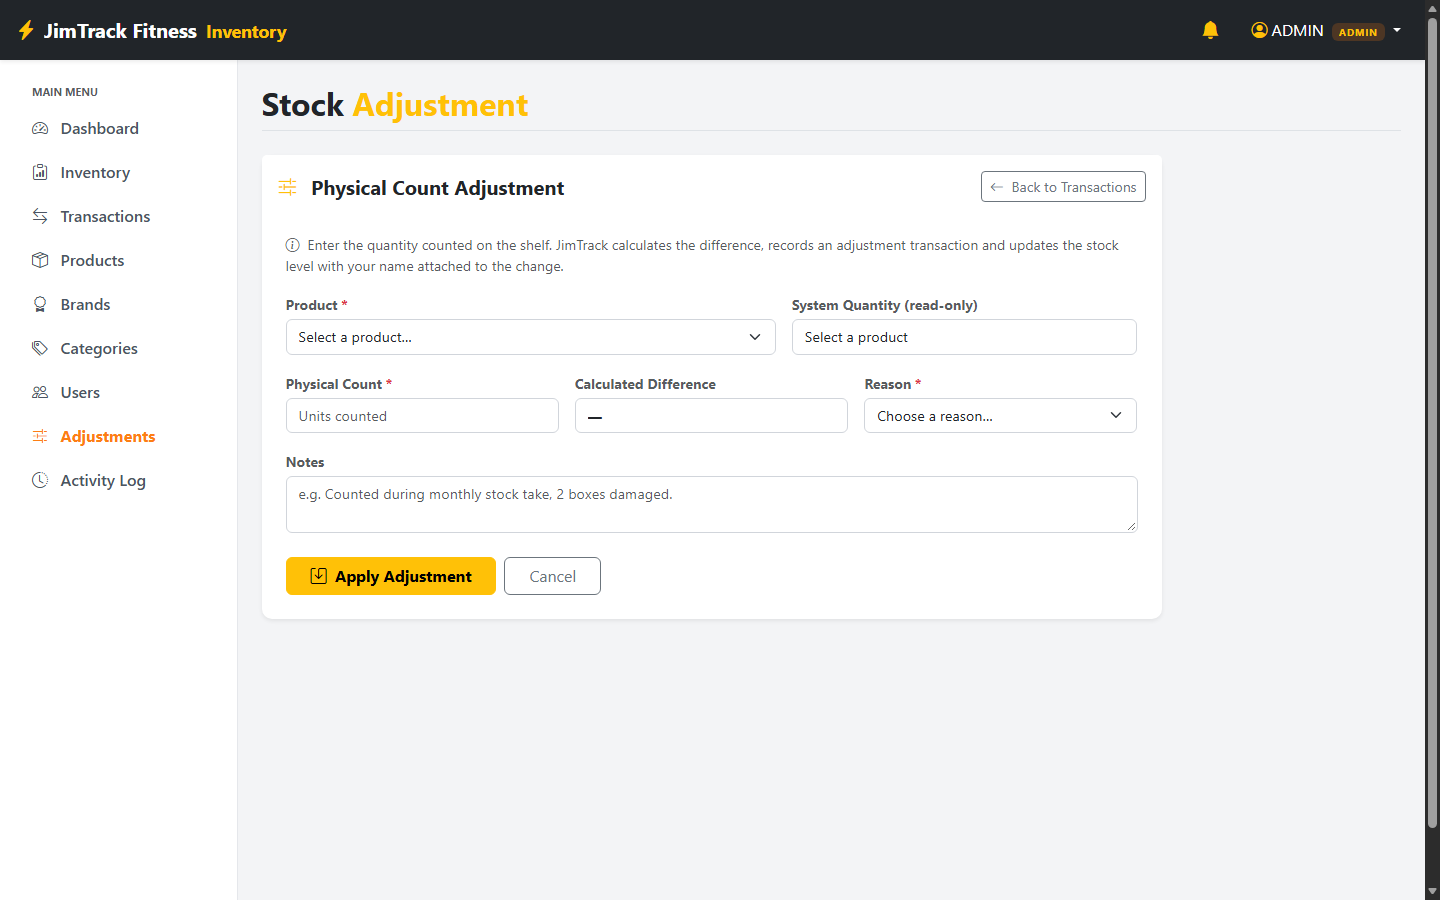 JimTrack Fitness Inventory
ADMIN ADMIN
MAIN MENU
Dashboard
Inventory
Transactions
Products
Brands
Categories
Users
Adjustments
Activity Log
Stock Adjustment
Physical Count Adjustment
Back to Transactions
Enter the quantity counted on the shelf. JimTrack calculates the difference, records an adjustment transaction and updates the stock
level with your name attached to the change.
Product *
System Quantity (read-only)
Select a product...
Select a product
Physical Count *
Calculated Difference
Reason *
Units counted
—
Choose a reason...
Notes
e.g. Counted during monthly stock take, 2 boxes damaged.
Apply Adjustment
Cancel